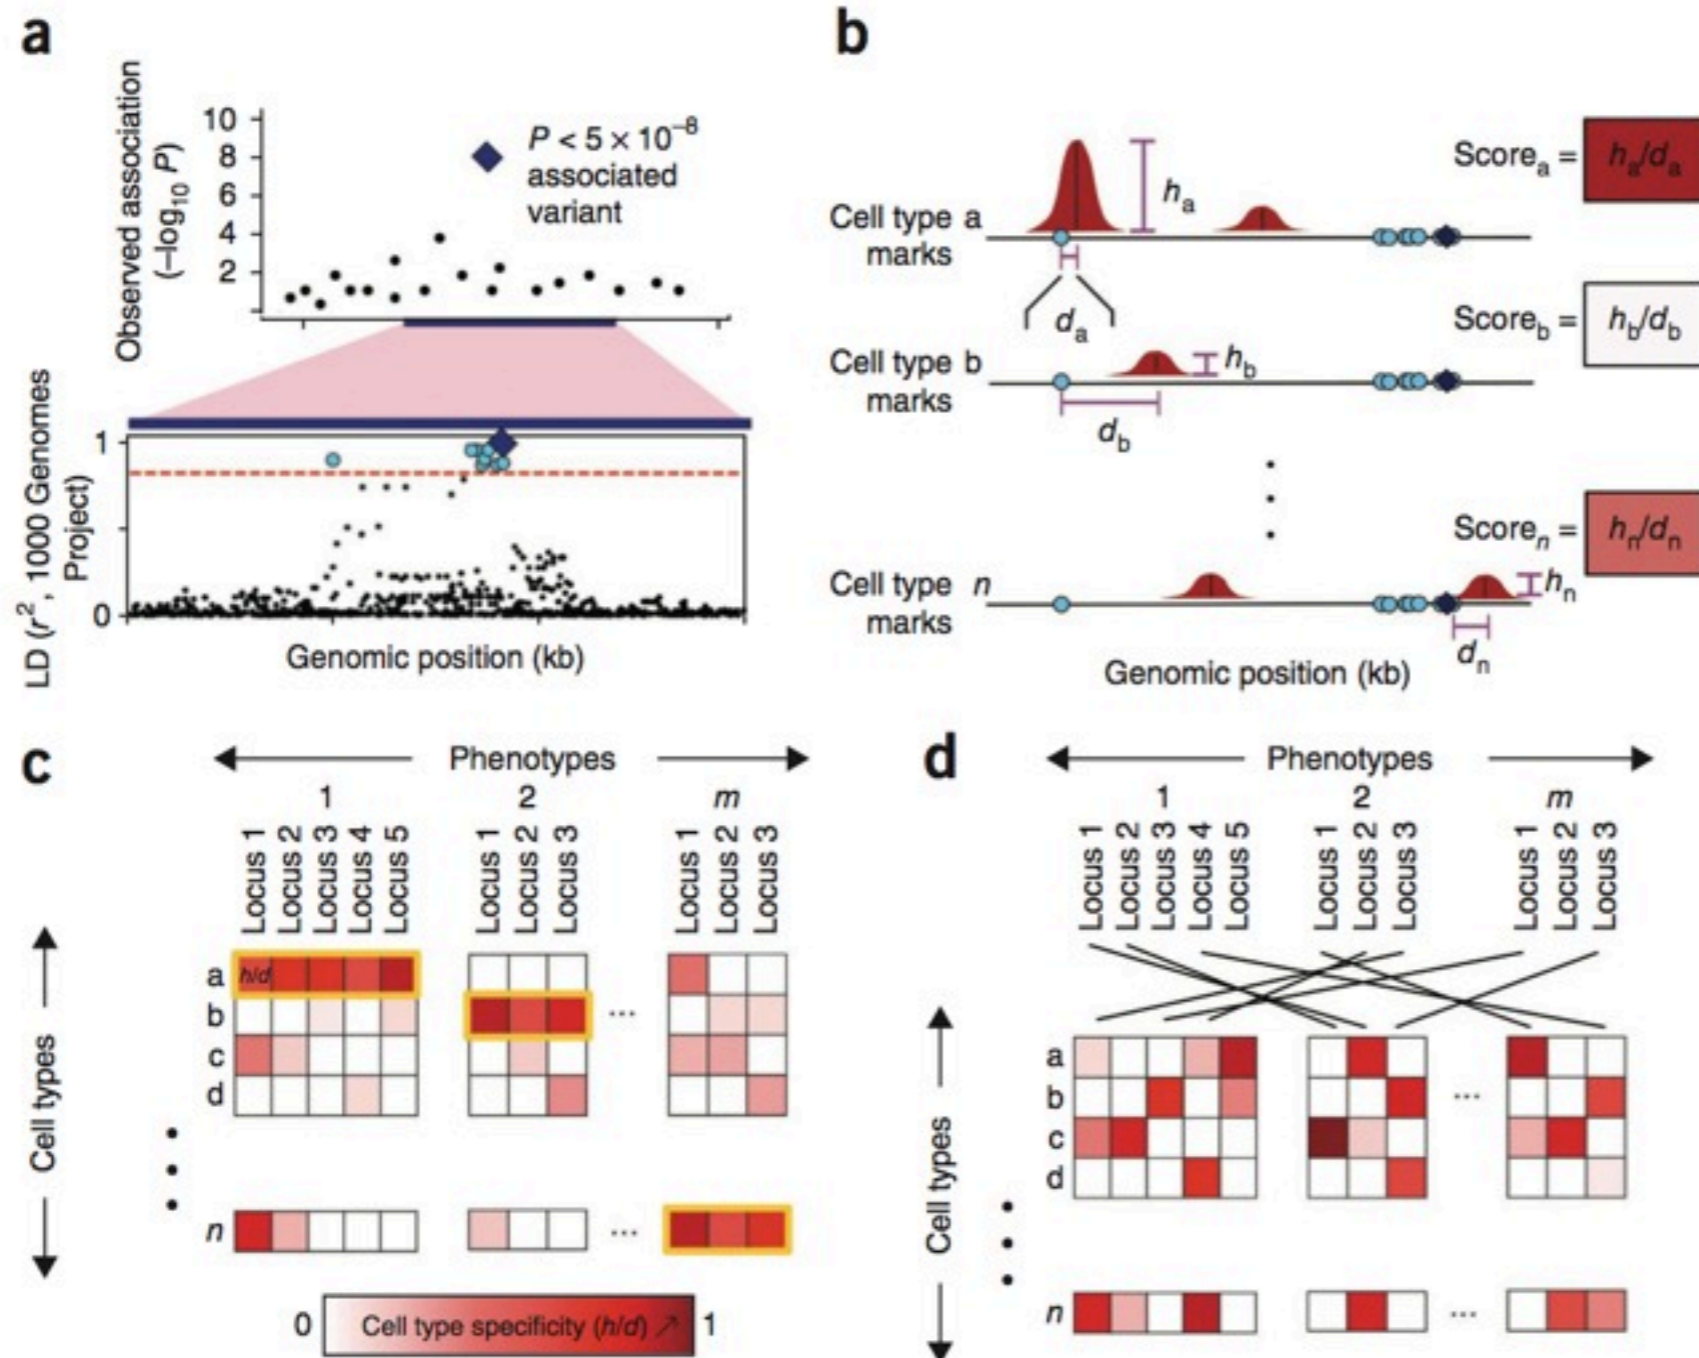 a
Observed association
(–log10 P)
10
8
6
4
2
P < 5 × 10–8
associated
variant
LD (r2, 1000 Genomes
Project)
1
0
Genomic position (kb)
b
Cell type a
marks
ha
da
Scorea = ha/da
Cell type b
marks
hb
db
Scoreb = hb/db
Cell type n
marks
hn
dn
Scoren = hn/dn
Genomic position (kb)
c
Phenotypes
1 2 m
Locus 1
Locus 2
Locus 3
Locus 4
Locus 5
Locus 1
Locus 2
Locus 3
Locus 1
Locus 2
Locus 3
Cell types
a h/d
b ...
c
d
n ...
0 Cell type specificity (h/d) ↗ 1
d
Phenotypes
1 2 m
Locus 1
Locus 2
Locus 3
Locus 4
Locus 5
Locus 1
Locus 2
Locus 3
Locus 1
Locus 2
Locus 3
Cell types
a
b ...
c
d
n ...